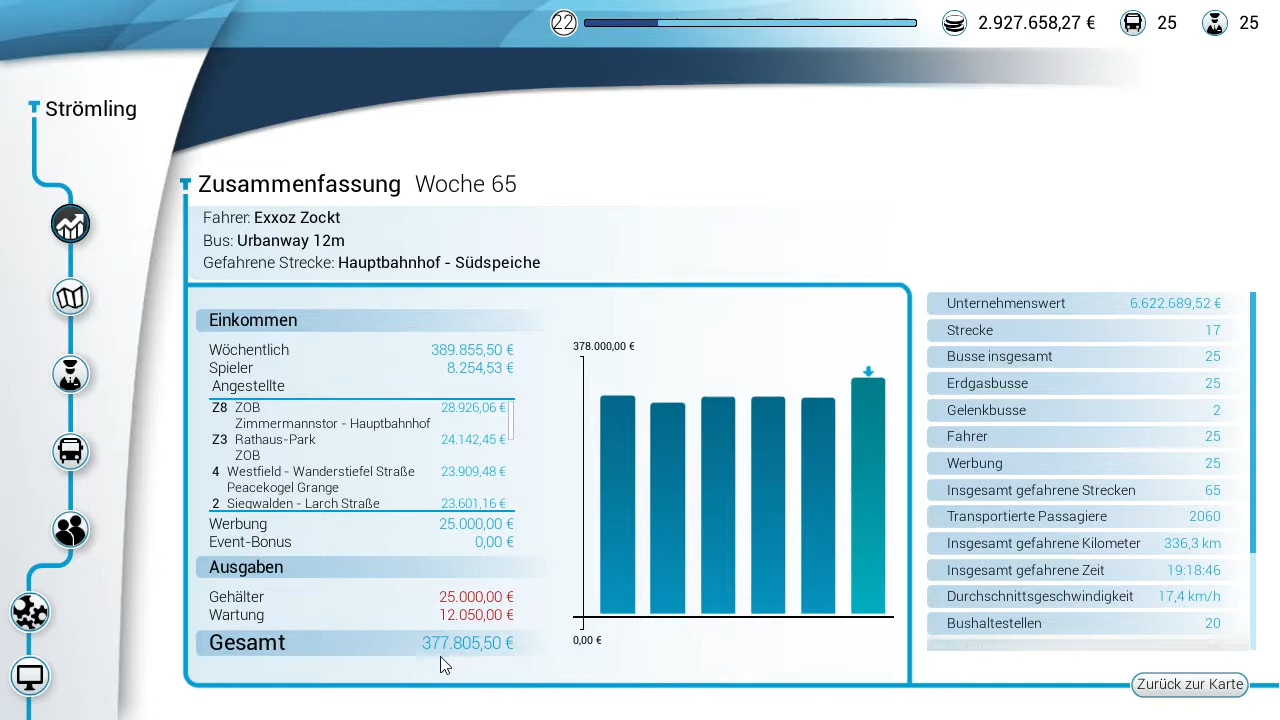 22
2.927.658,27 €
25
25
Strömling
Zusammenfassung Woche 65
Fahrer: Exxoz Zockt
Bus: Urbanway 12m
Gefahrene Strecke: Hauptbahnhof - Südspeiche
Einkommen
Wöchentlich 389.855,50 €
Spieler 8.254,53 €
Angestellte
Z8 ZOB 28.926,06 €
Zimmermannstor - Hauptbahnhof
Z3 Rathaus-Park 24.142,45 €
ZOB
4 Westfield - Wanderstiefel Straße 23.909,48 €
Peacekogel Grange
2 Siegwalden - Larch Straße 23.601,16 €
Werbung 25.000,00 €
Event-Bonus 0,00 €
Ausgaben
Gehälter 25.000,00 €
Wartung 12.050,00 €
Gesamt 377.805,50 €
378.000,00 €
0,00 €
Unternehmenswert 6.622.689,52 €
Strecke 17
Busse insgesamt 25
Erdgasbusse 25
Gelenkbusse 2
Fahrer 25
Werbung 25
Insgesamt gefahrene Strecken 65
Transportierte Passagiere 2060
Insgesamt gefahrene Kilometer 336,3 km
Insgesamt gefahrene Zeit 19:18:46
Durchschnittsgeschwindigkeit 17,4 km/h
Bushaltestellen 20
Zurück zur Karte